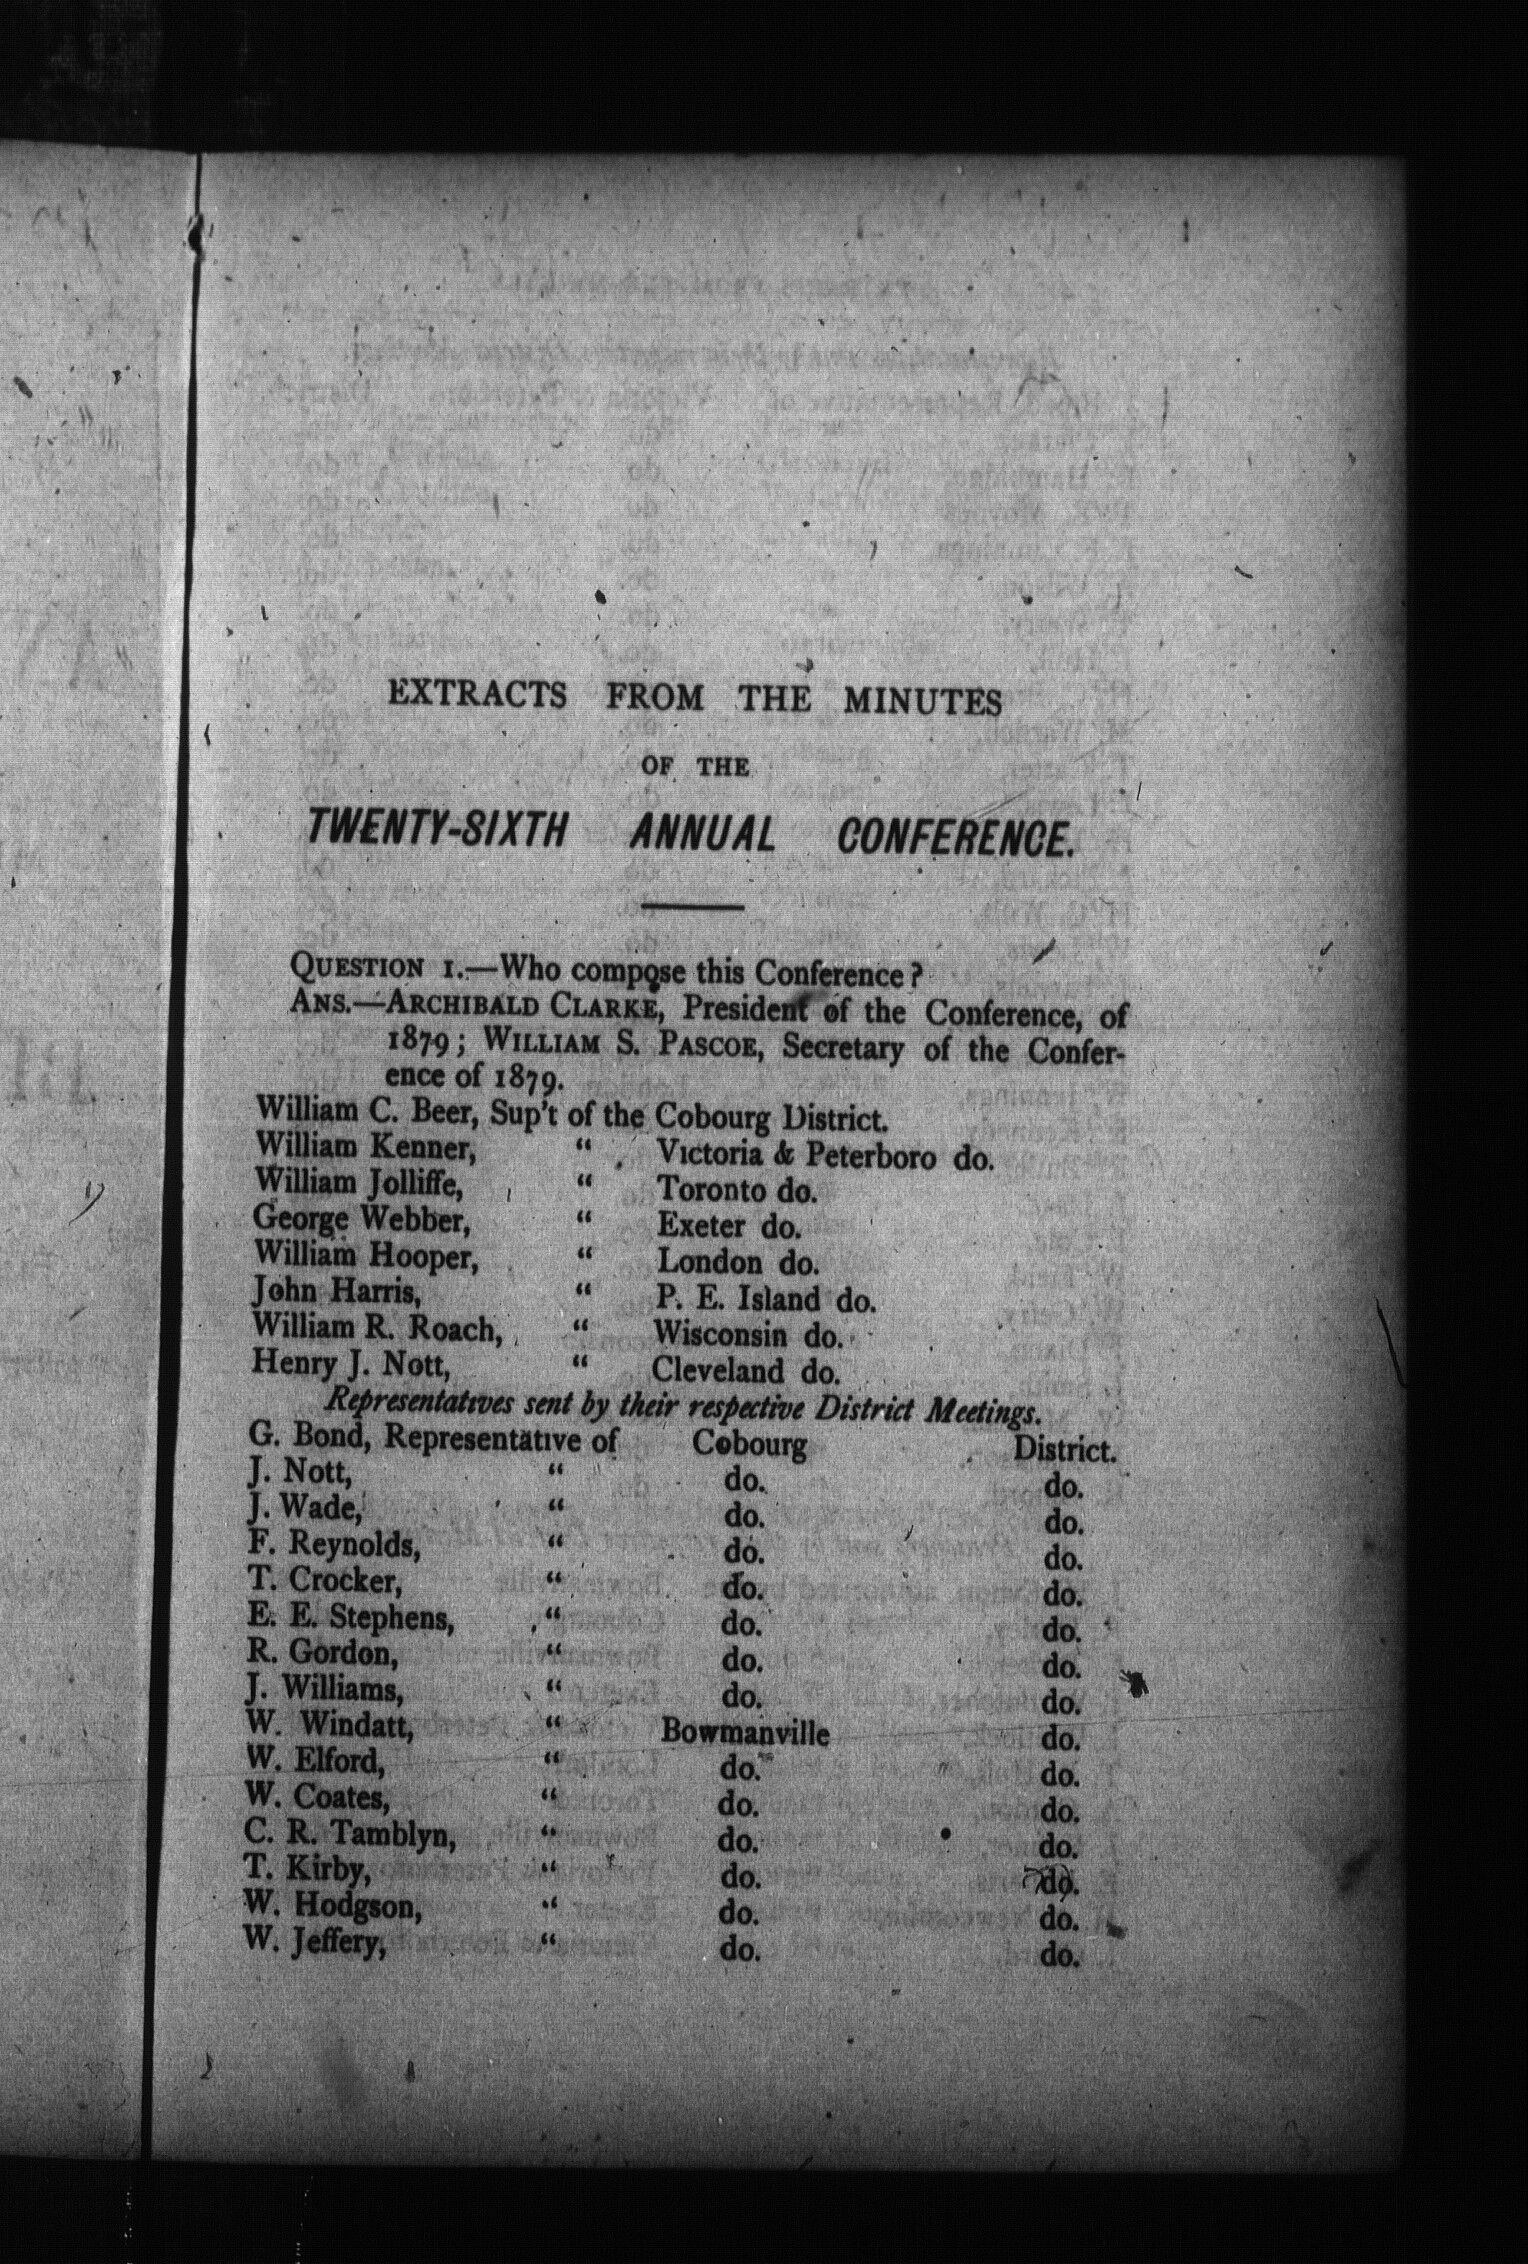 EXTRACTS FROM THE MINUTES
OF THE
TWENTY-SIXTH ANNUAL CONFERENCE.
QUESTION 1.—Who compose this Conference?
ANS.—ARCHIBALD CLARKE, President of the Conference, of
1879; WILLIAM S. PASCOE, Secretary of the Confer-
ence of 1879.
William C. Beer, Sup't of the Cobourg District.
William Kenner, " Victoria & Peterboro do.
William Jolliffe, " Toronto do.
George Webber, " Exeter do.
William Hooper, " London do.
John Harris, " P. E. Island do.
William R. Roach, " Wisconsin do.
Henry J. Nott, " Cleveland do.
Representatives sent by their respective District Meetings.
G. Bond, Representative of Cobourg District.
J. Nott, " do. do.
J. Wade, " do. do.
F. Reynolds, " do. do.
T. Crocker, " do. do.
E. E. Stephens, " do. do.
R. Gordon, " do. do.
J. Williams, " do. do.
W. Windatt, " Bowmanville do.
W. Elford, " do. do.
W. Coates, " do. do.
C. R. Tamblyn, " do. do.
T. Kirby, " do. do.
W. Hodgson, " do. do.
W. Jeffery, " do. do.